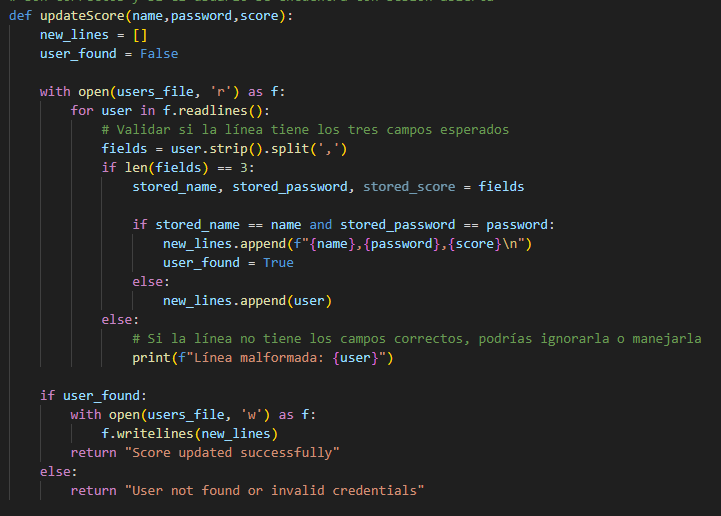 def updateScore(name,password,score):
    new_lines = []
    user_found = False

    with open(users_file, 'r') as f:
        for user in f.readlines():
            # Validar si la línea tiene los tres campos esperados
            fields = user.strip().split(',')
            if len(fields) == 3:
                stored_name, stored_password, stored_score = fields

                if stored_name == name and stored_password == password:
                    new_lines.append(f"{name},{password},{score}\n")
                    user_found = True
                else:
                    new_lines.append(user)
            else:
                # Si la línea no tiene los campos correctos, podrías ignorarla o manejarla
                print(f"Línea malformada: {user}")

    if user_found:
        with open(users_file, 'w') as f:
            f.writelines(new_lines)
        return "Score updated successfully"
    else:
        return "User not found or invalid credentials"